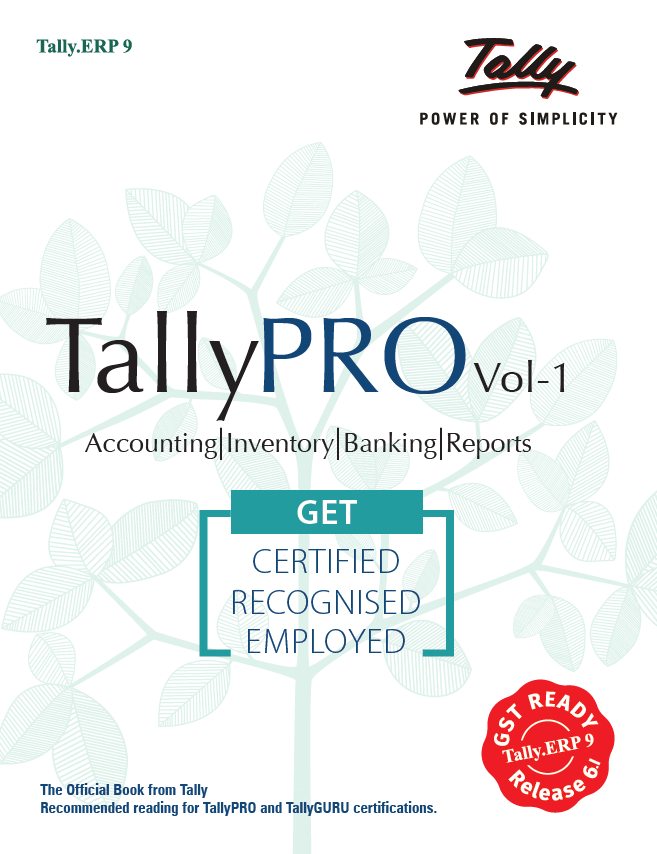 Tally.ERP 9
Tally
POWER OF SIMPLICITY
TallyPRO Vol-1
Accounting|Inventory|Banking|Reports
GET
CERTIFIED
RECOGNISED
EMPLOYED
GST READY
Tally.ERP 9
Release 6.1
The Official Book from Tally
Recommended reading for TallyPRO and TallyGURU certifications.